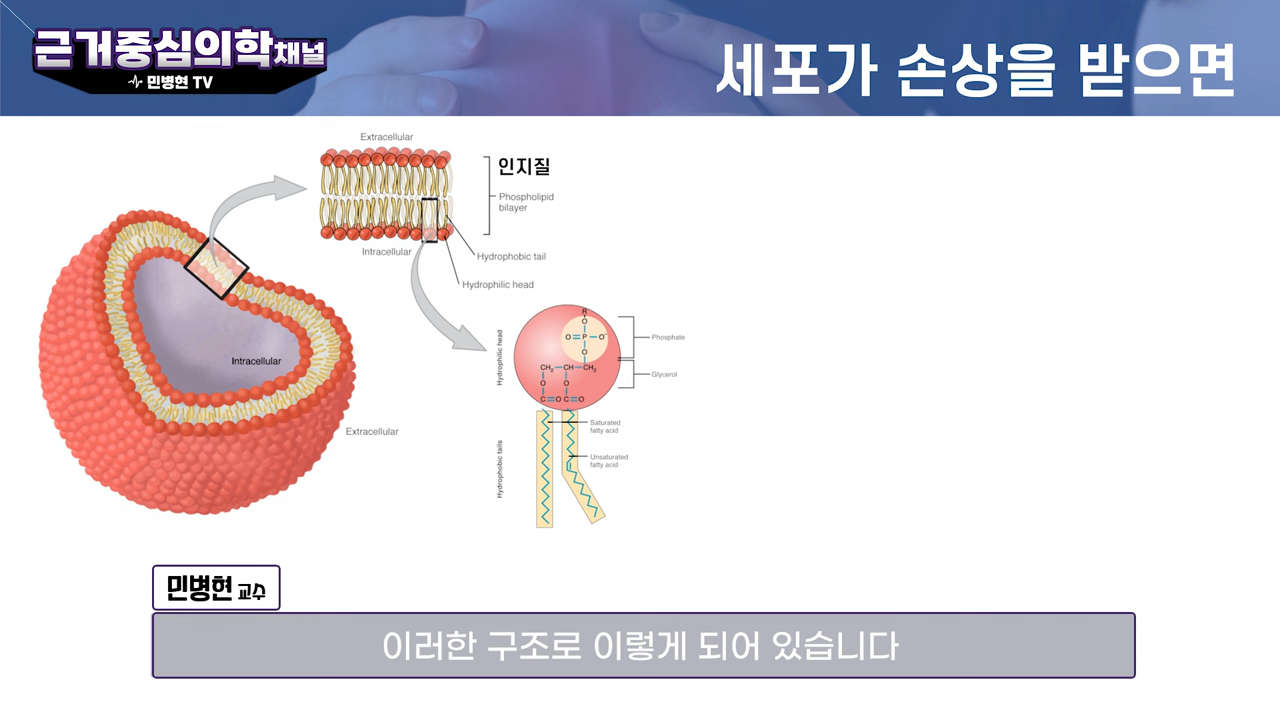 근거중심의학채널
민병현 TV
세포가 손상을 받으면
Extracellular
인지질
Phospholipid
bilayer
Intracellular
Hydrophobic tail
Hydrophilic head
Intracellular
Extracellular
Hydrophilic head
R
O
O=P–O⁻
O
CH₂–CH–CH₂
O O
C=O C=O
Phosphate
Glycerol
Hydrophobic tails
Saturated
fatty acid
Unsaturated
fatty acid
민병현 교수
이러한 구조로 이렇게 되어 있습니다